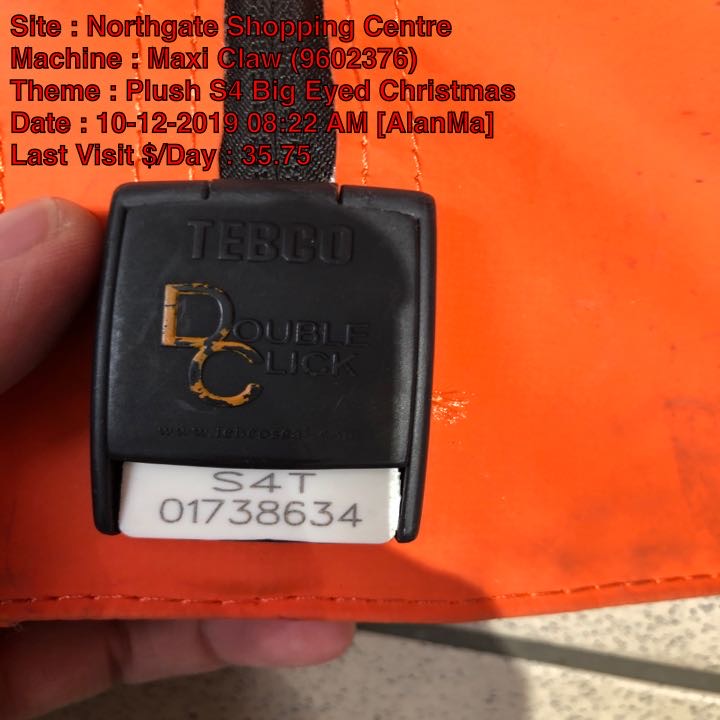 Site : Northgate Shopping Centre
Machine : Maxi Claw (9602376)
Theme : Plush S4 Big Eyed Christmas
Date : 10-12-2019 08:22 AM [AlanMa]
Last Visit $/Day : 35.75
TEBCO
DOUBLE
CLICK
S4T
01738634